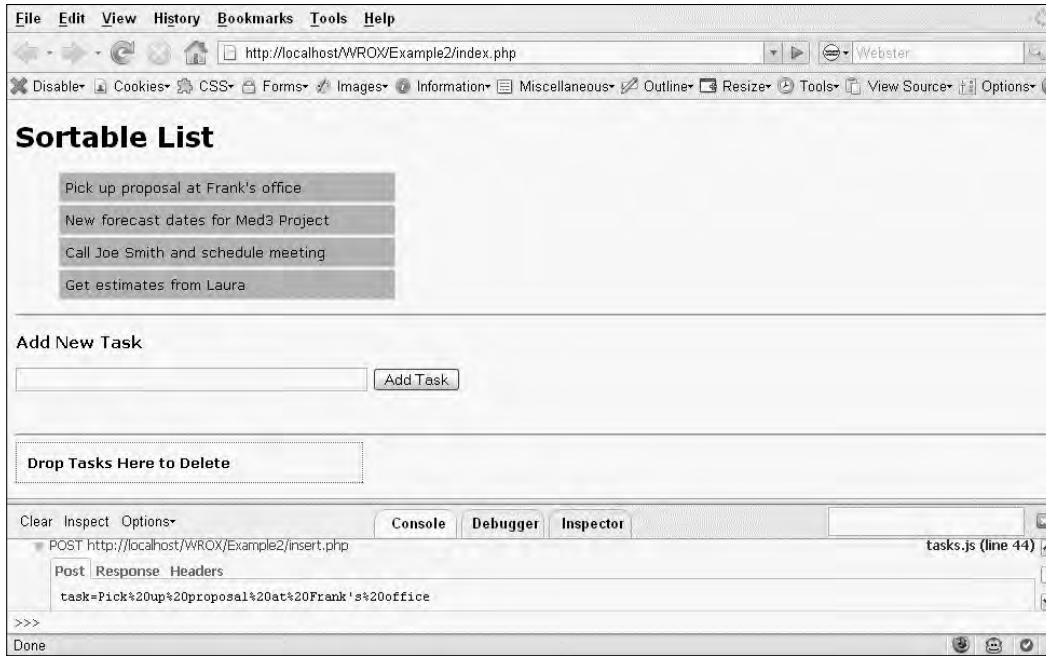 File Edit View History Bookmarks Tools Help
http://localhost/WROX/Example2/index.php Webster
Disable Cookies CSS Forms Images Information Miscellaneous Outline Resize Tools View Source Options
Sortable List
Pick up proposal at Frank's office
New forecast dates for Med3 Project
Call Joe Smith and schedule meeting
Get estimates from Laura
Add New Task
Add Task
Drop Tasks Here to Delete
Clear Inspect Options Console Debugger Inspector
POST http://localhost/WROX/Example2/insert.php tasks.js (line 44)
Post Response Headers
task=Pick%20up%20proposal%20at%20Frank's%20office
>>>
Done